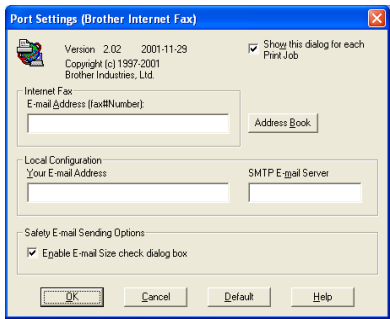 Port Settings (Brother Internet Fax)
Version 2.02 2001-11-29
Copyright (c) 1997-2001
Brother Industries, Ltd.
Show this dialog for each
Print Job
Internet Fax
E-mail Address (fax#Number):
Address Book
Local Configuration
Your E-mail Address
SMTP E-mail Server
Safety E-mail Sending Options
Enable E-mail Size check dialog box
OK
Cancel
Default
Help